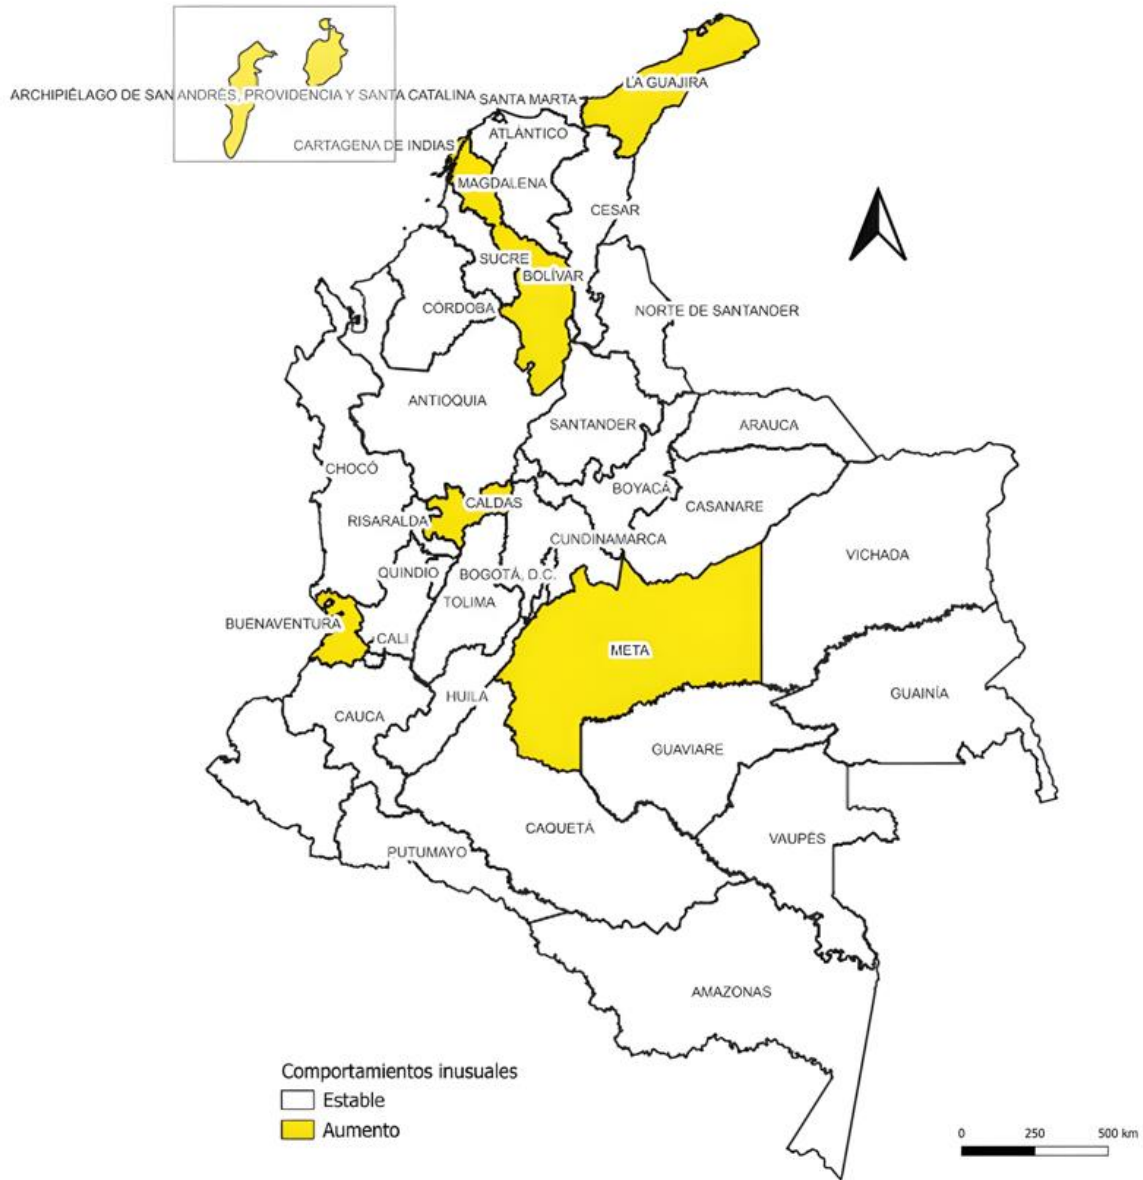 LA GUAJIRA
ARCHIPIÉLAGO DE SAN ANDRÉS, PROVIDENCIA Y SANTA CATALINA
SANTA MARTA
ATLÁNTICO
CARTAGENA DE INDIAS
MAGDALENA
CESAR
SUCRE
BOLÍVAR
CÓRDOBA
NORTE DE SANTANDER
ANTIOQUIA
SANTANDER
ARAUCA
CHOCÓ
BOYACÁ
CALDAS
CASANARE
RISARALDA
CUNDINAMARCA
VICHADA
QUINDIO
BOGOTÁ, D.C.
TOLIMA
BUENAVENTURA
CALI
META
GUAINÍA
HUILA
CAUCA
GUAVIARE
CAQUETÁ
VAUPÉS
PUTUMAYO
AMAZONAS
Comportamientos inusuales
Estable
Aumento
0 250 500 km